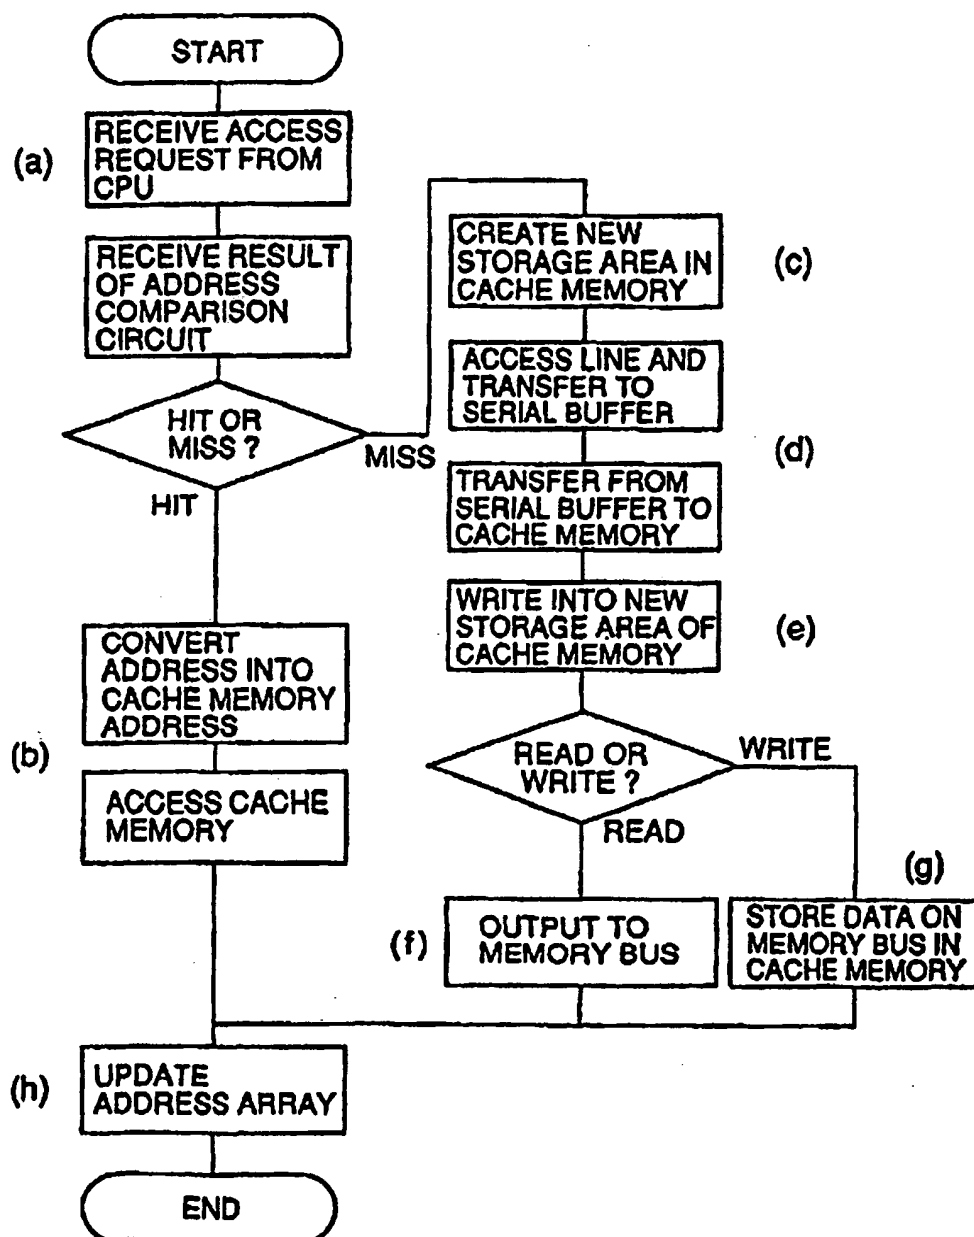 START
(a)
RECEIVE ACCESS
REQUEST FROM
CPU
RECEIVE RESULT
OF ADDRESS
COMPARISON
CIRCUIT
HIT OR
MISS ?
MISS
HIT
CONVERT
ADDRESS INTO
CACHE MEMORY
ADDRESS
(b)
ACCESS CACHE
MEMORY
CREATE NEW
STORAGE AREA IN
CACHE MEMORY
(c)
ACCESS LINE AND
TRANSFER TO
SERIAL BUFFER
(d)
TRANSFER FROM
SERIAL BUFFER TO
CACHE MEMORY
WRITE INTO NEW
STORAGE AREA OF
CACHE MEMORY
(e)
READ OR
WRITE ?
WRITE
READ
(f)
OUTPUT TO
MEMORY BUS
(g)
STORE DATA ON
MEMORY BUS IN
CACHE MEMORY
(h)
UPDATE
ADDRESS ARRAY
END